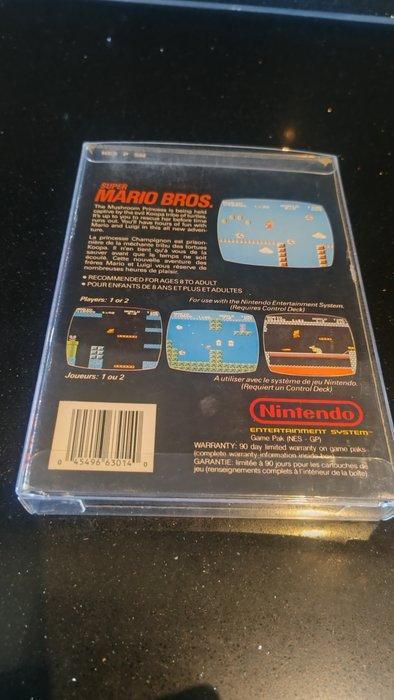 SUPER
MARIO BROS.
The Mushroom Princess is being held
captive by the evil Koopa tribe of turtles.
It's up to you to rescue her before time
runs out. You'll have hours of fun with
Mario and Luigi in this all new adven-
ture.
La princesse Champignon est prison-
nière de la méchante tribu des tortues
Koopa. Il n'en tient qu'à vous de la
sauver avant que le temps ne soit
écoulé. Cette nouvelle aventure des
frères Mario et Luigi vous réserve de
nombreuses heures de plaisir.
• RECOMMENDED FOR AGES 8 TO ADULT
• POUR ENFANTS DE 8 ANS ET PLUS ET ADULTES
Players: 1 or 2
For use with the Nintendo Entertainment System.
(Requires Control Deck)
Joueurs: 1 ou 2
A utiliser avec le système de jeu Nintendo.
(Requiert un Control Deck)
Nintendo
ENTERTAINMENT SYSTEM™
Game Pak (NES - GP)
WARRANTY: 90 day limited warranty on game paks
(complete warranty information inside box)
GARANTIE: limitée à 90 jours pour les cartouches de
jeu (renseignements complets à l'intérieur de la boîte)
0 45496 63014 0